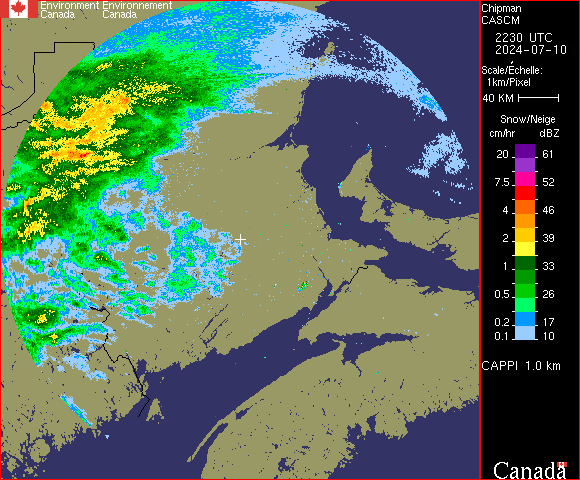 Environment Environnement
Canada Canada
Chipman
CASCM
2230 UTC
2024-07-10
Scale/Échelle:
1km/Pixel
40 KM
Snow/Neige
cm/hr dBZ
20 61
7.5 52
4 46
2 39
1 33
0.5 26
0.2 17
0.1 10
CAPPI 1.0 km
Canada